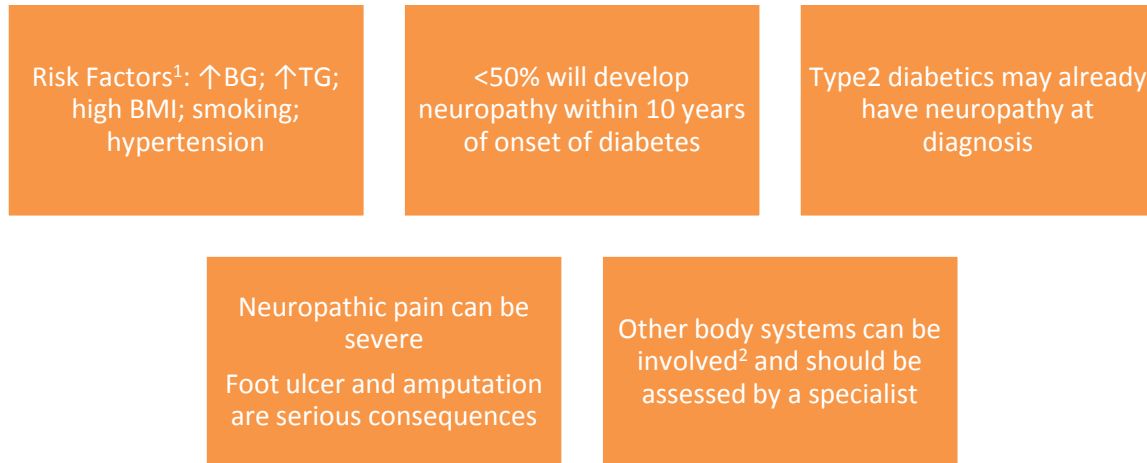 Risk Factors¹: ↑BG; ↑TG;
high BMI; smoking;
hypertension
<50% will develop
neuropathy within 10 years
of onset of diabetes
Type2 diabetics may already
have neuropathy at
diagnosis
Neuropathic pain can be
severe
Foot ulcer and amputation
are serious consequences
Other body systems can be
involved² and should be
assessed by a specialist